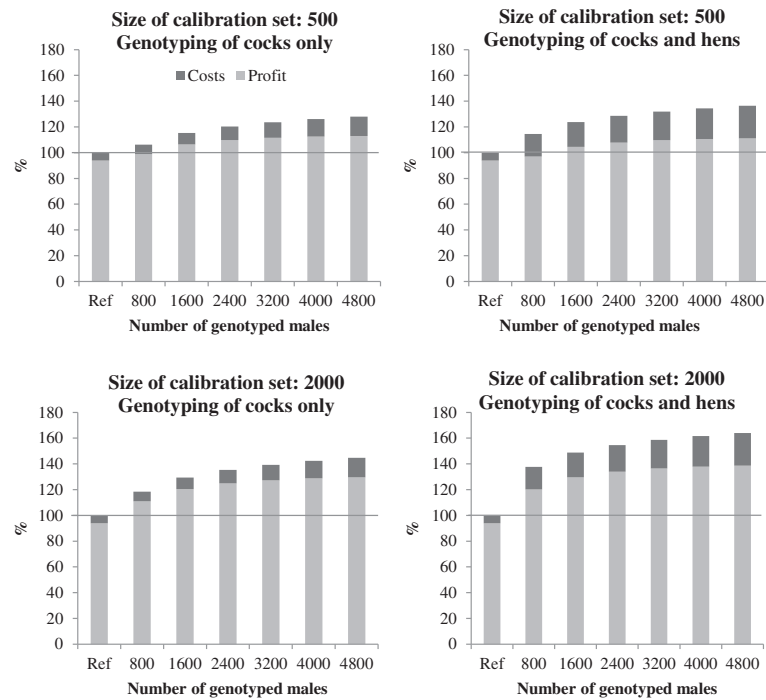 Size of calibration set: 500
Genotyping of cocks only
180
160
140
120
100
80
60
40
20
0
%
Costs Profit
Ref 800 1600 2400 3200 4000 4800
Number of genotyped males
Size of calibration set: 500
Genotyping of cocks and hens
180
160
140
120
100
80
60
40
20
0
%
Ref 800 1600 2400 3200 4000 4800
Number of genotyped males
Size of calibration set: 2000
Genotyping of cocks only
180
160
140
120
100
80
60
40
20
0
%
Ref 800 1600 2400 3200 4000 4800
Number of genotyped males
Size of calibration set: 2000
Genotyping of cocks and hens
180
160
140
120
100
80
60
40
20
0
%
Ref 800 1600 2400 3200 4000 4800
Number of genotyped males